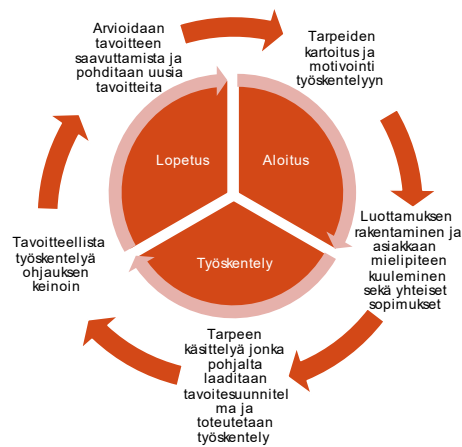 Arvioidaan
tavoitteen
saavuttamista ja
pohditaan uusia
tavoitteita
Tarpeiden
kartoitus ja
motivointi
työskentelyyn
Lopetus
Aloitus
Työskentely
Luottamuksen
rakentaminen ja
asiakkaan
mielipiteen
kuuleminen
sekä yhteiset
sopimukset
Tavoitteellista
työskentelyä
ohjauksen
keinoin
Tarpeen
käsittelyä jonka
pohjalta
laaditaan
tavoitesuunnitel
ma ja
toteutetaan
työskentely